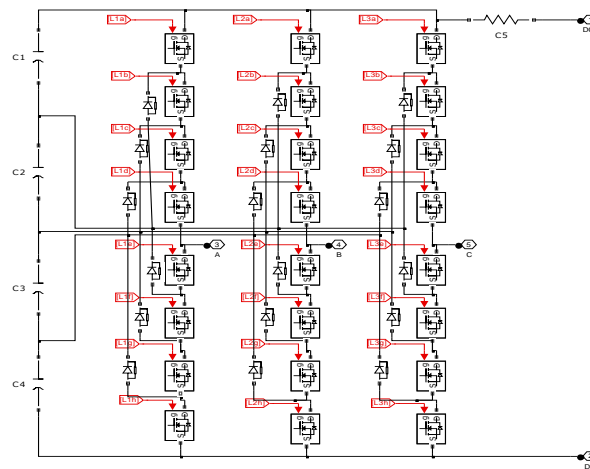 [L1a] [L2a] [L3a]
C5
C1
[L1b] [L2b] [L3b]
[L1c] [L2c] [L3c]
C2
[L1d] [L2d] [L3d]
[L1e] 3 [L2e] 4 [L3e] 5
A B C
C3
[L1f] [L2f] [L3f]
[L1g] [L2g] [L3g]
C4
[L1h] [L2h] [L3h]